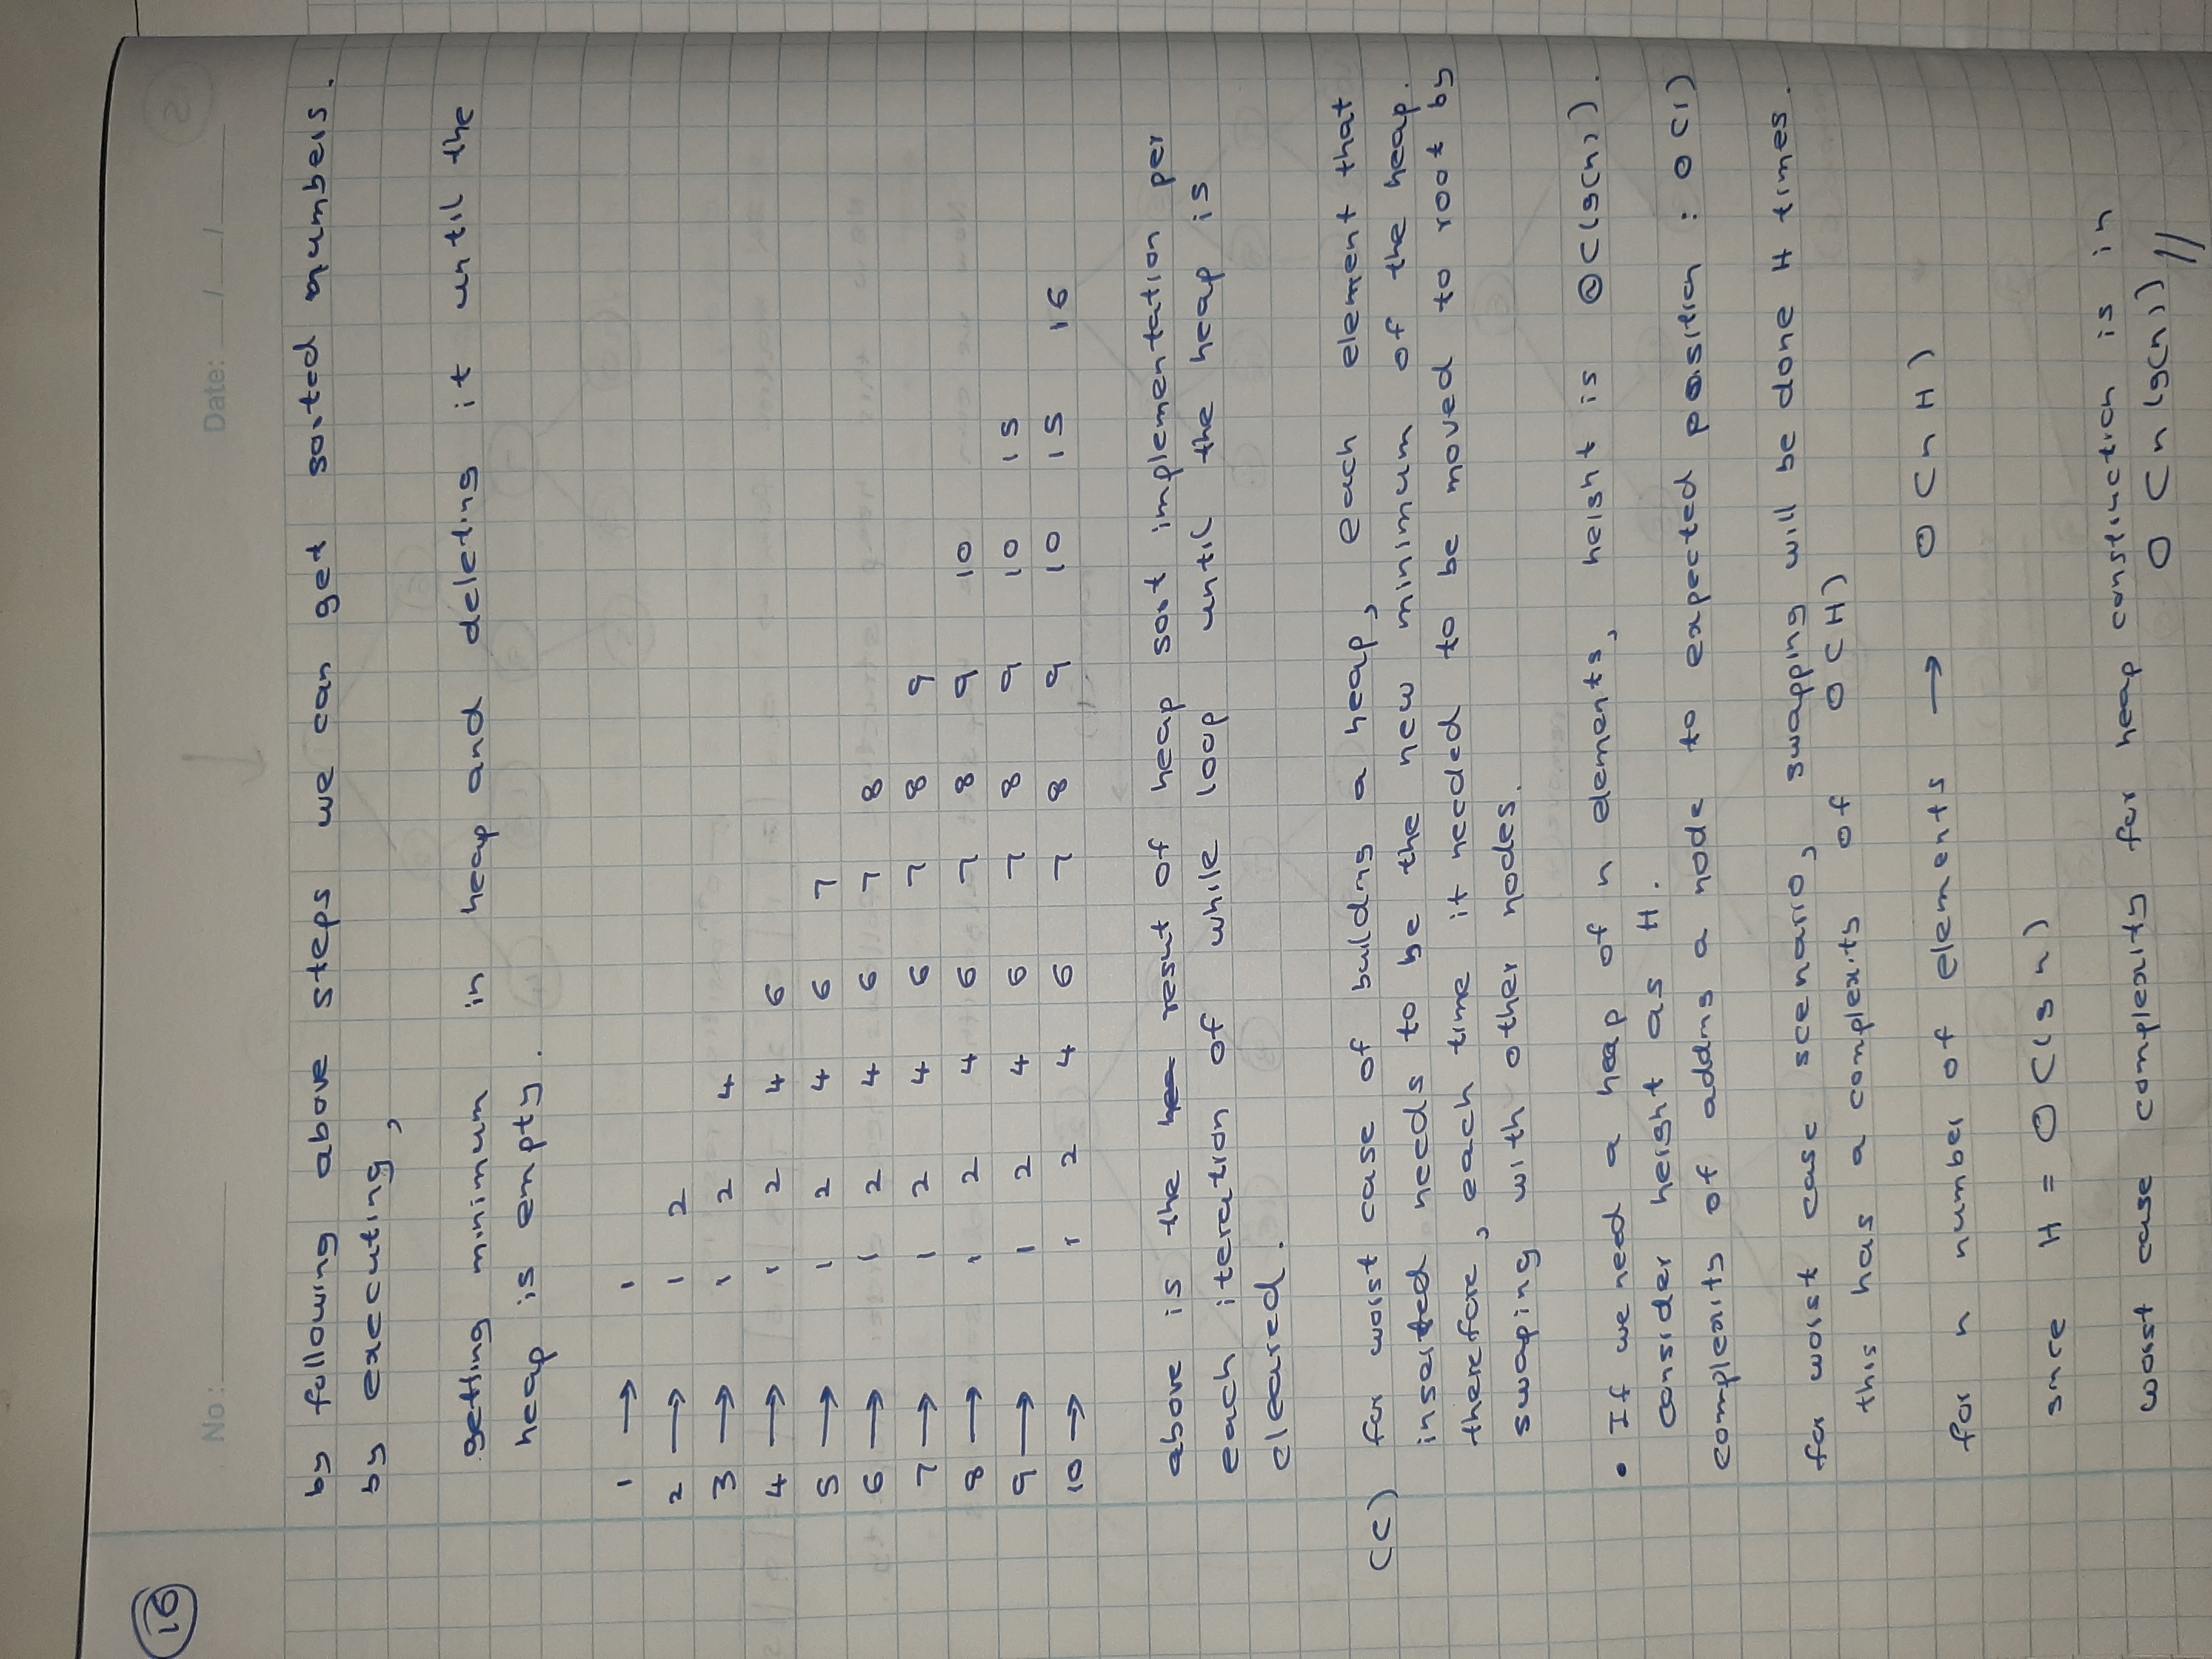 16
No :
Date: / /
by following above steps we can get sorted numbers.
by executing,
getting minimum in heap and deleting it until the
heap is empty.
1 → 1
2 → 1 2
3 → 1 2 4
4 → 1 2 4 6
5 → 1 2 4 6 7
6 → 1 2 4 6 7 8
7 → 1 2 4 6 7 8 9
8 → 1 2 4 6 7 8 9 10
9 → 1 2 4 6 7 8 9 10 15
10 → 1 2 4 6 7 8 9 10 15 16
above is the resut of heap sort implementation per
each iteration of while loop until the heap is
cleared.
(c) for worst case of building a heap, each element that
inserted needs to be the new minimum of the heap.
therefore, each time it needed to be moved to root by
swaping with other nodes.
• If we need a heap of n elements, height is O(lg(n)).
consider height as H.
complexity of adding a node to expected position : O(1)
for worst case scenario, swapping will be done H times.
this has a complexity of O(H)
for n number of elements → O(nH)
since H = O(lg n)
worst case complexity for heap construction is in
O(n lg(n)) //